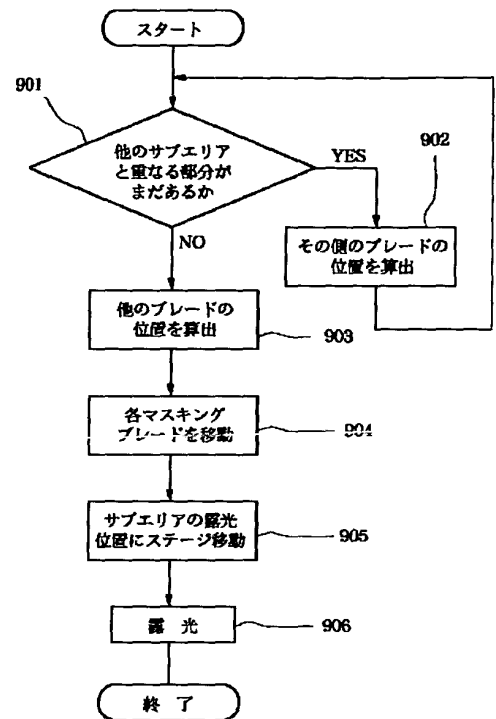 スタート
901
他のサブエリア
と重なる部分が
まだあるか
YES
902
その側のブレードの
位置を算出
NO
他のブレードの
位置を算出
903
各マスキング
ブレードを移動
904
サブエリアの露光
位置にステージ移動
905
露 光
906
終 了